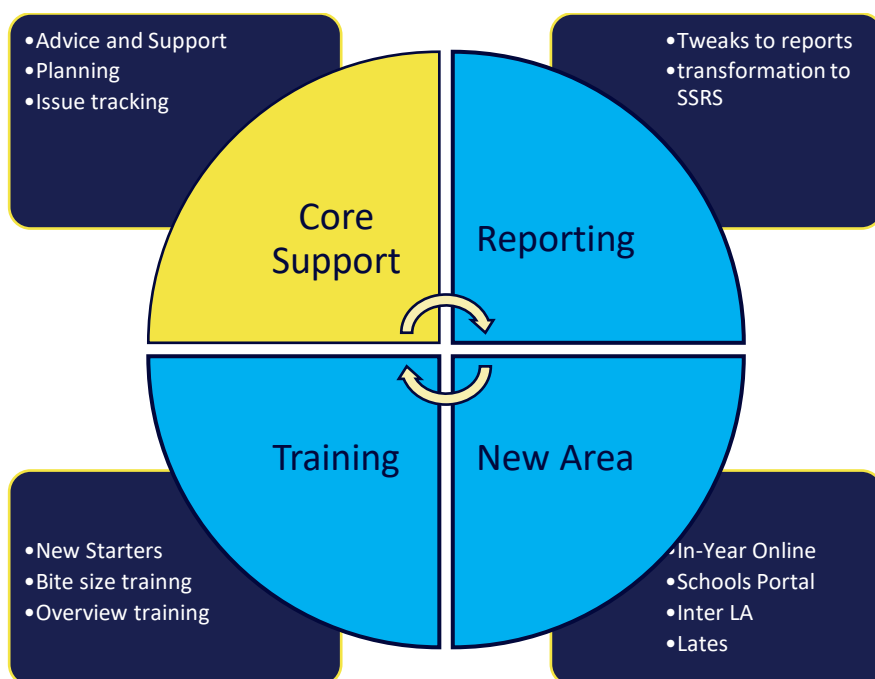 •Advice and Support
•Planning
•Issue tracking
•Tweaks to reports
•transformation to
SSRS
Core
Support
Reporting
Training
New Area
•New Starters
•Bite size trainng
•Overview training
•In-Year Online
•Schools Portal
•Inter LA
•Lates